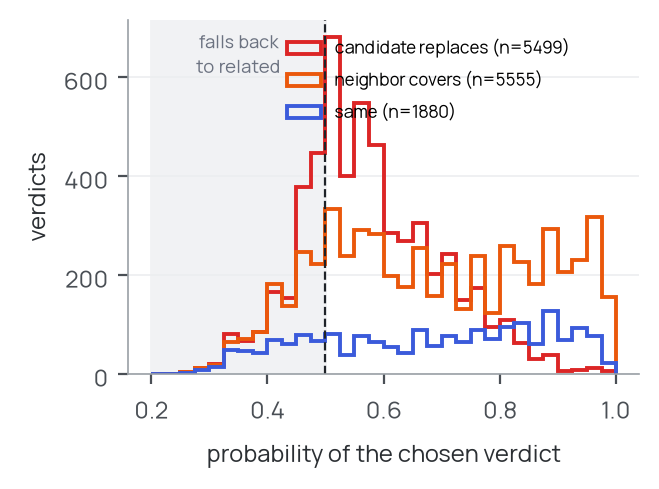 falls back
to related
candidate replaces (n=5499)
neighbor covers (n=5555)
same (n=1880)
verdicts
600
400
200
0
0.2
0.4
0.6
0.8
1.0
probability of the chosen verdict